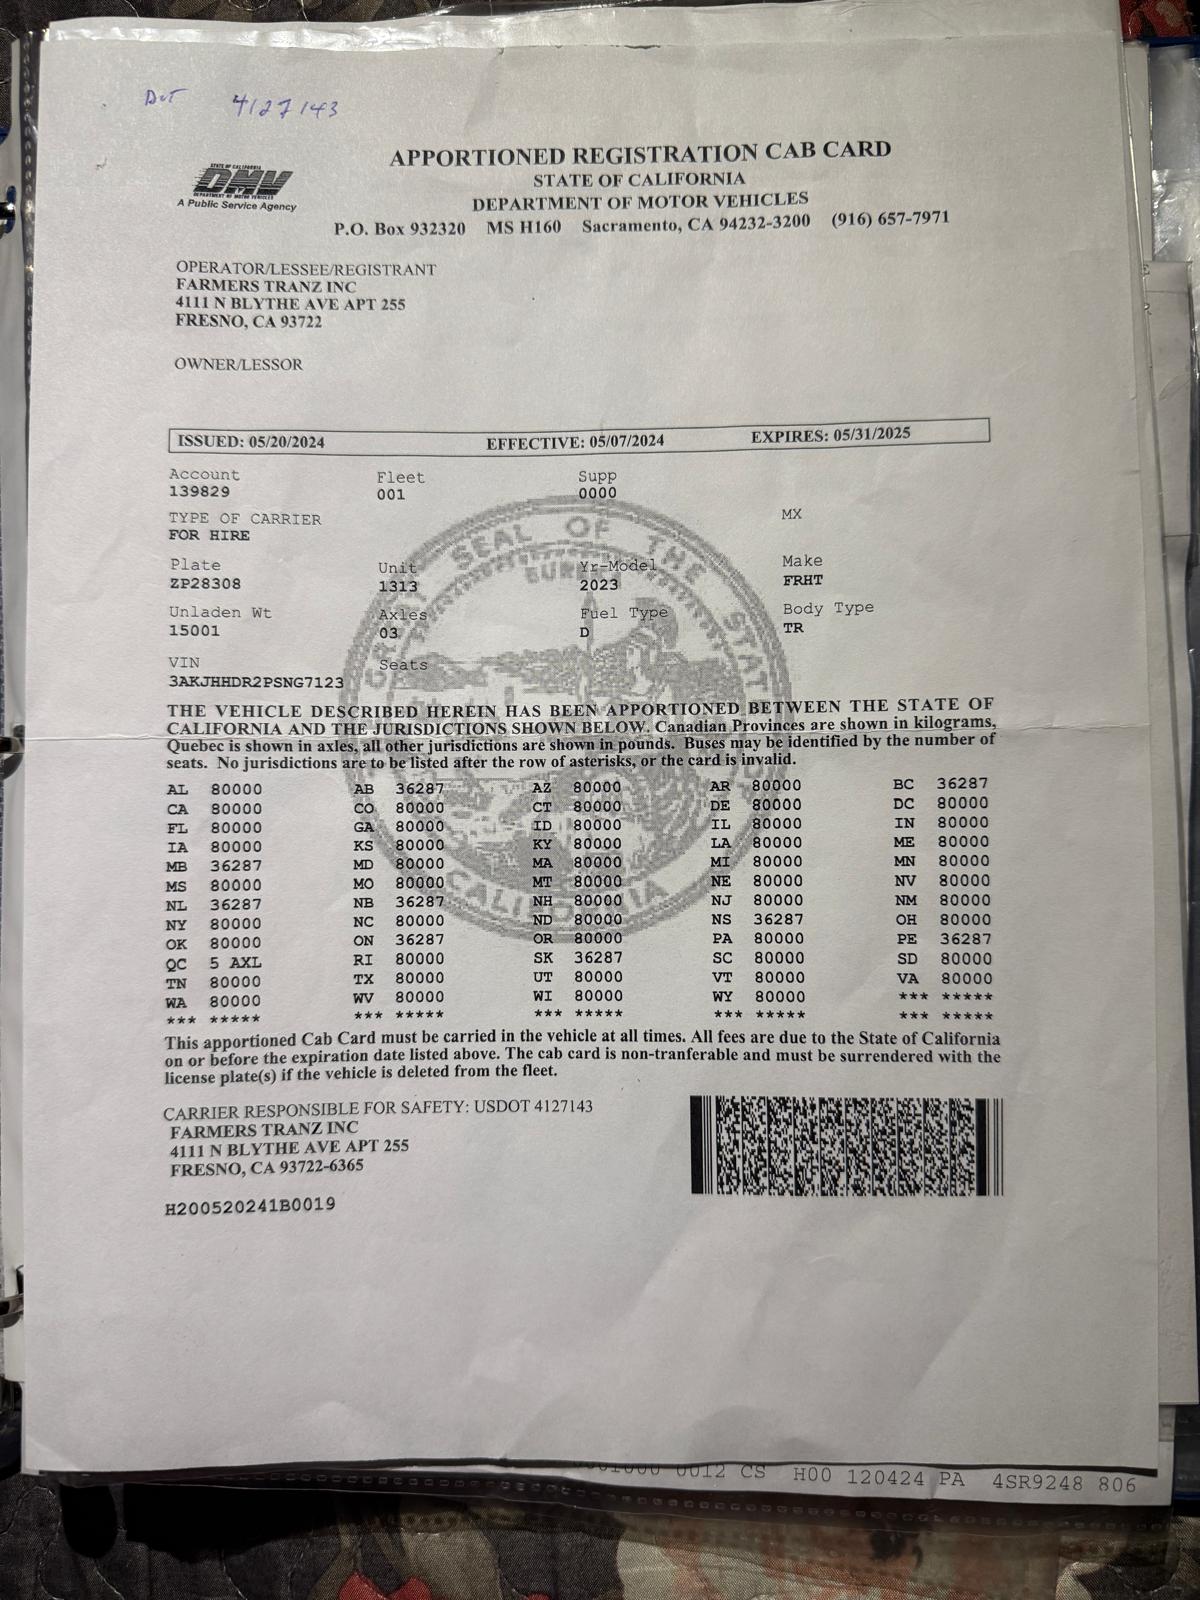 DOT 4127143
APPORTIONED REGISTRATION CAB CARD
STATE OF CALIFORNIA
DEPARTMENT OF MOTOR VEHICLES
P.O. Box 932320 MS H160 Sacramento, CA 94232-3200 (916) 657-7971
STATE OF CALIFORNIA
DMV
DEPARTMENT OF MOTOR VEHICLES
A Public Service Agency
OPERATOR/LESSEE/REGISTRANT
FARMERS TRANZ INC
4111 N BLYTHE AVE APT 255
FRESNO, CA 93722
OWNER/LESSOR
ISSUED: 05/20/2024 EFFECTIVE: 05/07/2024 EXPIRES: 05/31/2025
Account Fleet Supp
139829 001 0000
TYPE OF CARRIER MX
FOR HIRE
Plate Unit Yr-Model Make
ZP28308 1313 2023 FRHT
Unladen Wt Axles Fuel Type Body Type
15001 03 D TR
VIN Seats
3AKJHHDR2PSNG7123
THE VEHICLE DESCRIBED HEREIN HAS BEEN APPORTIONED BETWEEN THE STATE OF
CALIFORNIA AND THE JURISDICTIONS SHOWN BELOW. Canadian Provinces are shown in kilograms,
Quebec is shown in axles, all other jurisdictions are shown in pounds. Buses may be identified by the number of
seats. No jurisdictions are to be listed after the row of asterisks, or the card is invalid.
AL 80000 AB 36287 AZ 80000 AR 80000 BC 36287
CA 80000 CO 80000 CT 80000 DE 80000 DC 80000
FL 80000 GA 80000 ID 80000 IL 80000 IN 80000
IA 80000 KS 80000 KY 80000 LA 80000 ME 80000
MB 36287 MD 80000 MA 80000 MI 80000 MN 80000
MS 80000 MO 80000 MT 80000 NE 80000 NV 80000
NL 36287 NB 36287 NH 80000 NJ 80000 NM 80000
NY 80000 NC 80000 ND 80000 NS 36287 OH 80000
OK 80000 ON 36287 OR 80000 PA 80000 PE 36287
QC 5 AXL RI 80000 SK 36287 SC 80000 SD 80000
TN 80000 TX 80000 UT 80000 VT 80000 VA 80000
WA 80000 WV 80000 WI 80000 WY 80000 *** *****
*** ***** *** ***** *** ***** *** ***** *** *****
This apportioned Cab Card must be carried in the vehicle at all times. All fees are due to the State of California
on or before the expiration date listed above. The cab card is non-tranferable and must be surrendered with the
license plate(s) if the vehicle is deleted from the fleet.
CARRIER RESPONSIBLE FOR SAFETY: USDOT 4127143
FARMERS TRANZ INC
4111 N BLYTHE AVE APT 255
FRESNO, CA 93722-6365
H200520241B0019
0012 CS H00 120424 PA 4SR9248 806